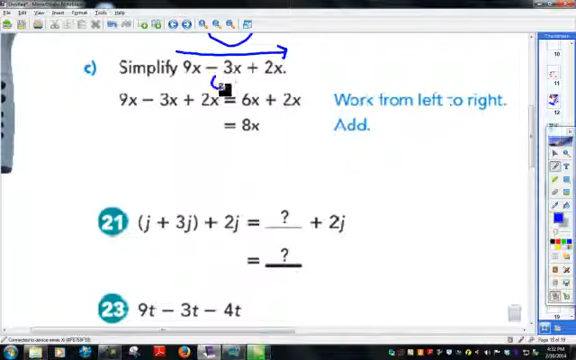 c) Simplify 9x − 3x + 2x.
9x − 3x + 2x = 6x + 2x Work from left to right.
= 8x Add.
21 (j + 3j) + 2j = ? + 2j
= ?
23 9t − 3t − 4t